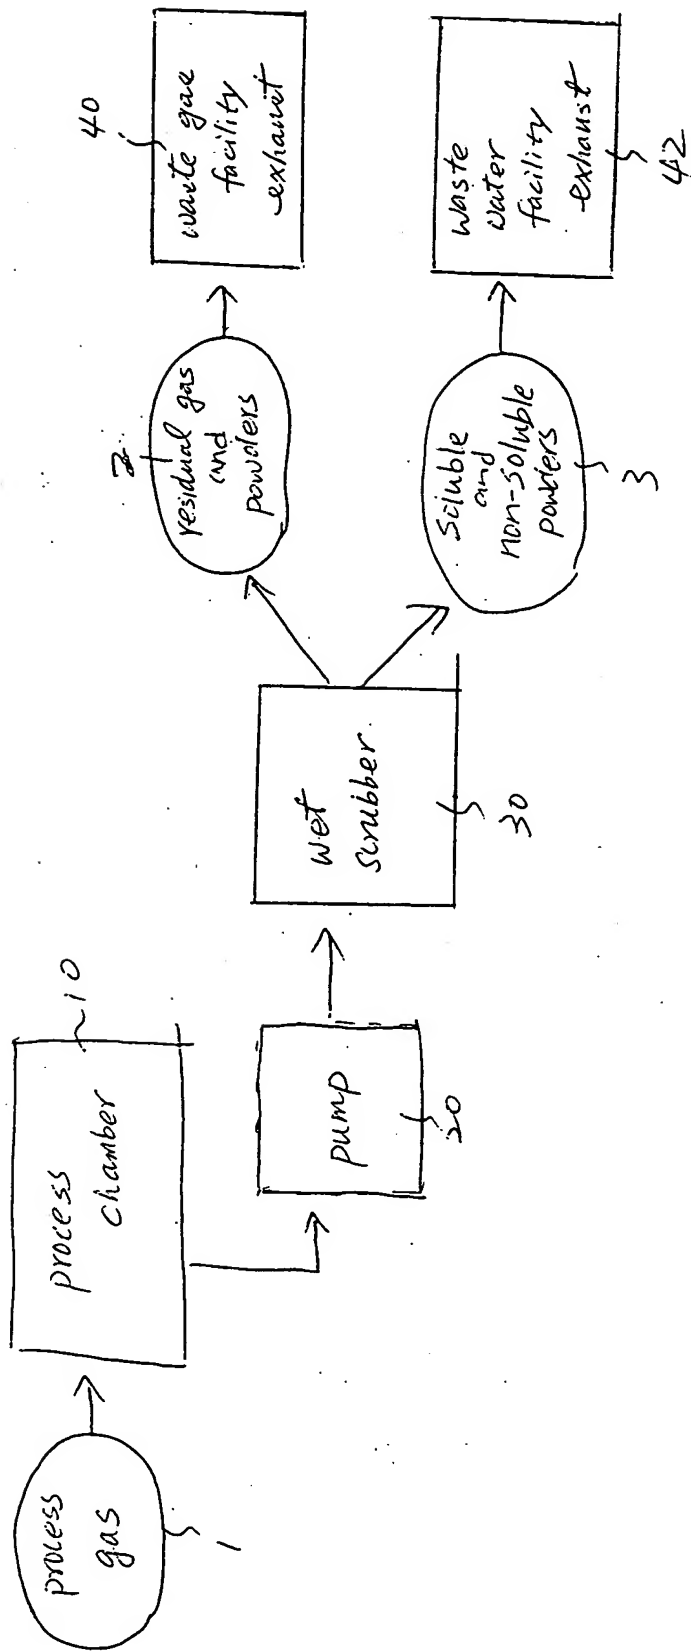 process
gas
1
process
chamber
10
pump
20
wet
scrubber
30
residual gas
and
powders
2
waste gas
facility
exhaust
40
Soluble
and
non-soluble
powders
3
waste
water
facility
exhaust
42